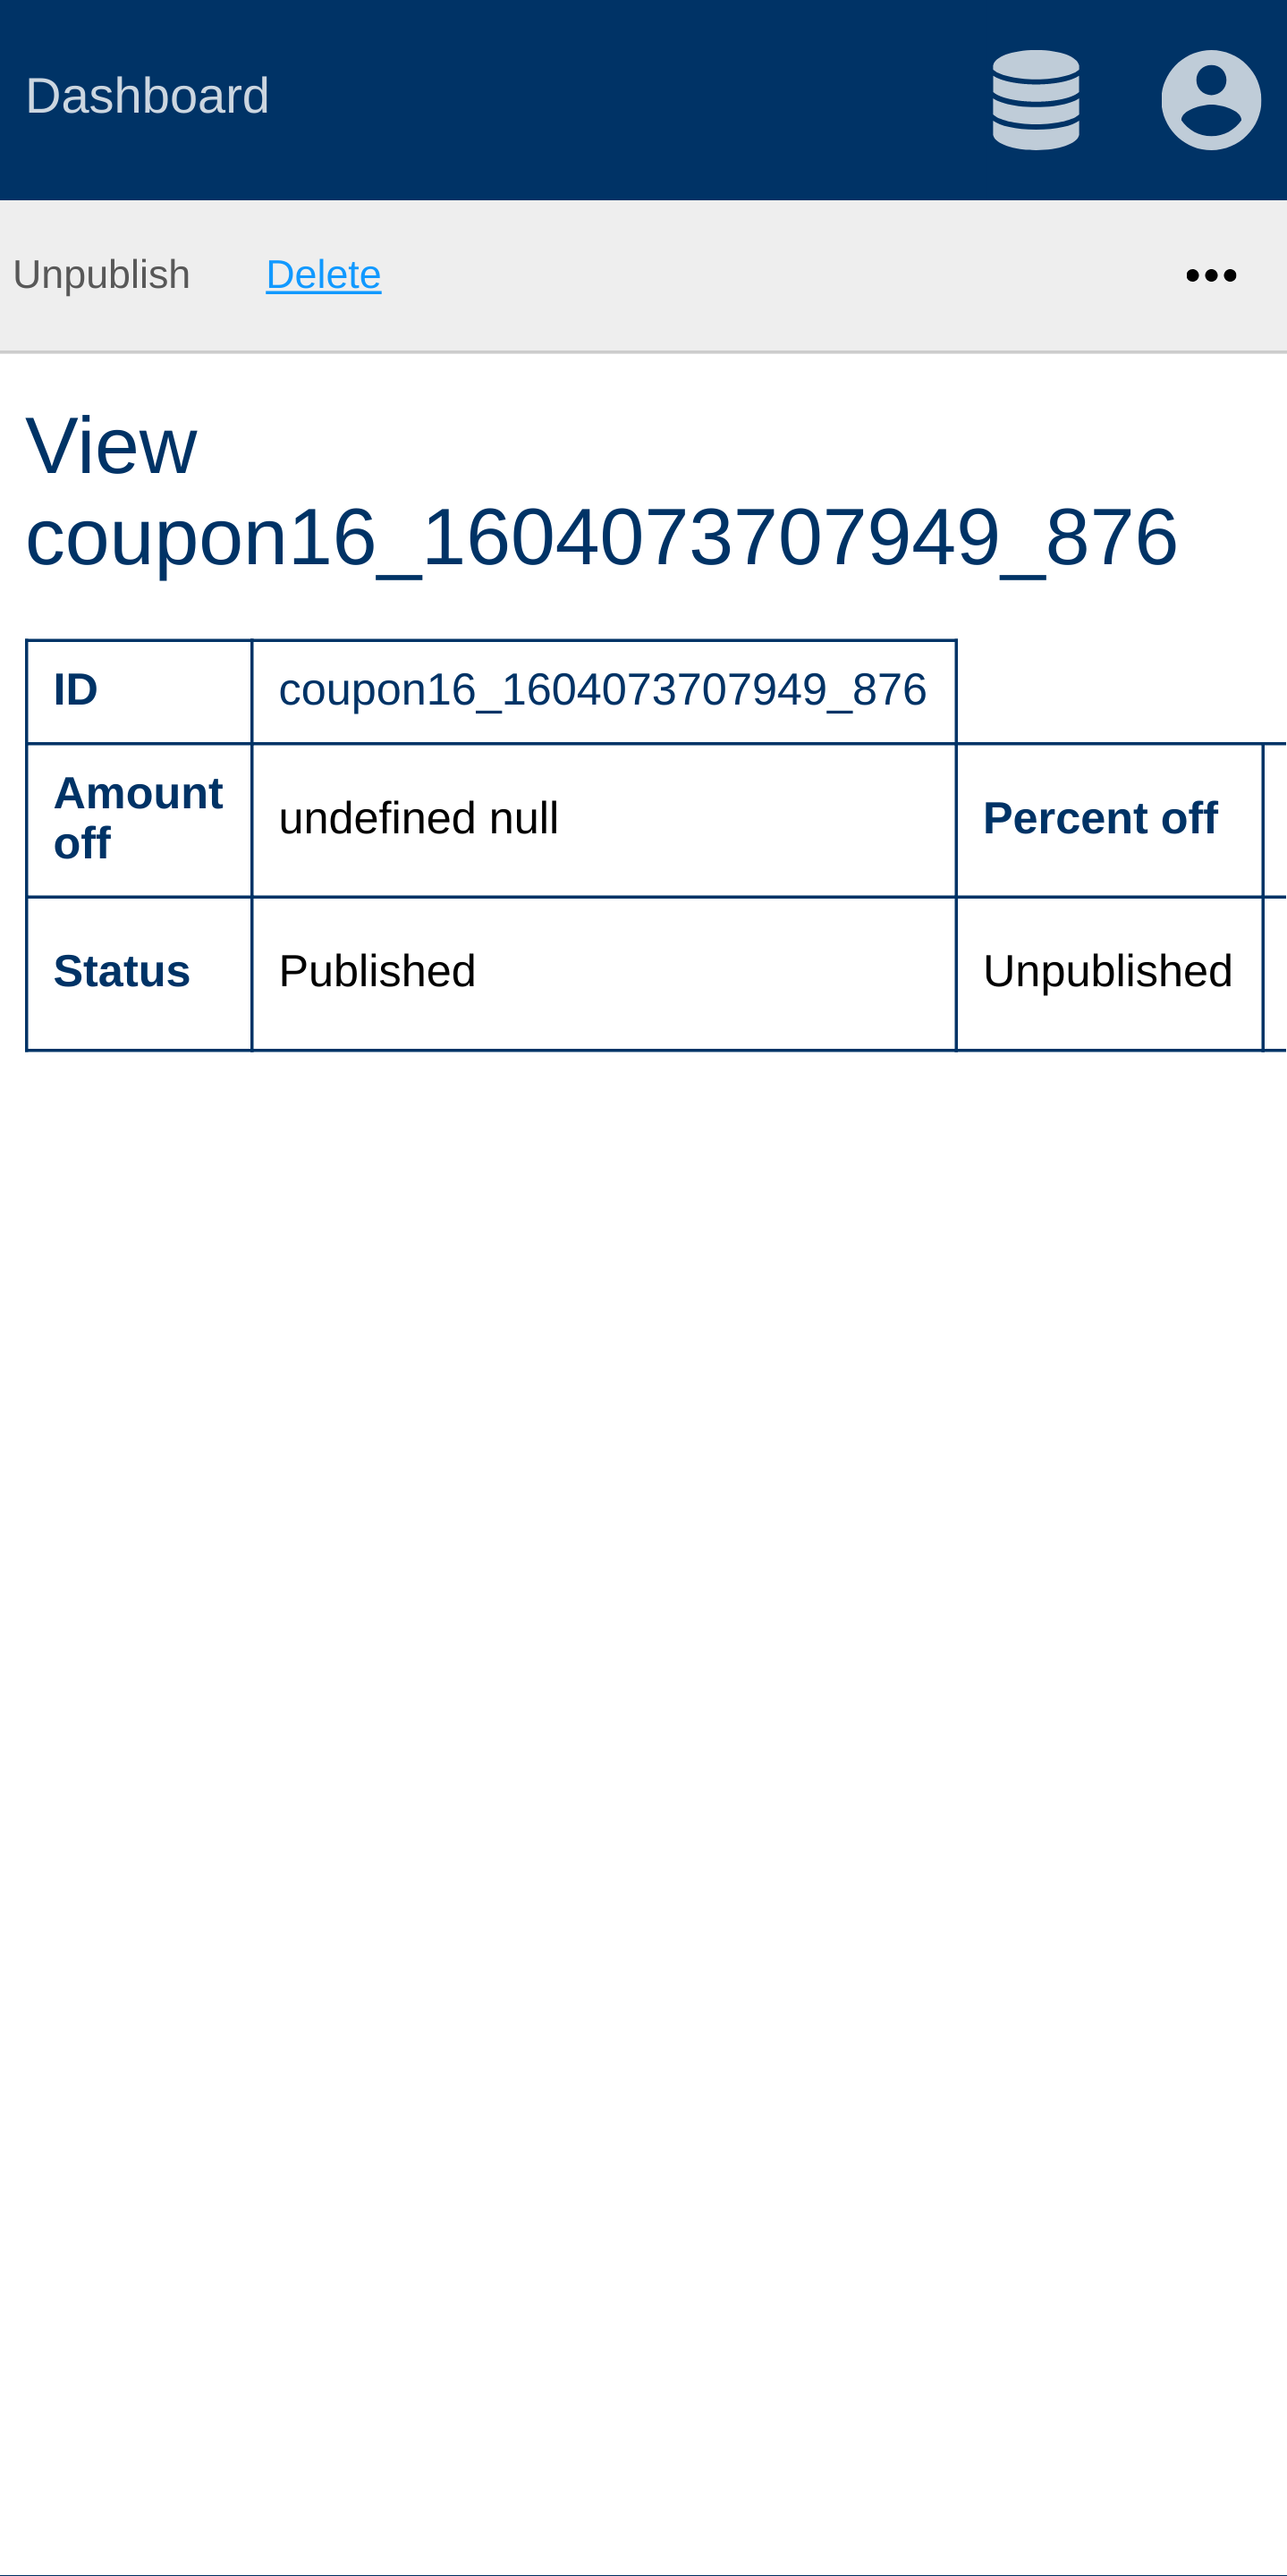 Dashboard
Unpublish Delete
View
coupon16_1604073707949_876
ID coupon16_1604073707949_876
Amount
off
undefined null Percent off
Status Published Unpublished